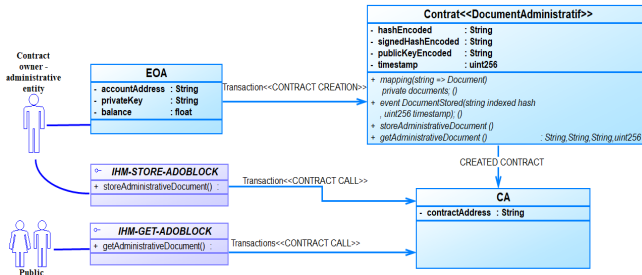 Contract
owner -
administrative
entity
EOA
- accountAddress : String
- privateKey : String
- balance : float
Transaction<<CONTRACT CREATION>>
Contrat<<DocumentAdministratif>>
- hashEncoded : String
- signedHashEncoded : String
- publicKeyEncoded : String
- timestamp : uint256
+ mapping(string => Document)
private documents; ()
+ event DocumentStored(string indexed hash
, uint256 timestamp); ()
+ storeAdministrativeDocument ()
+ getAdministrativeDocument() : String,String,String,uint256
CREATED CONTRACT
IHM-STORE-ADOBLOCK
+ storeAdministrativeDocument() :
Transaction<<CONTRACT CALL>>
CA
- contractAddress : String
IHM-GET-ADOBLOCK
+ getAdministrativeDocument() :
Transactions<<CONTRACT CALL>>
Public